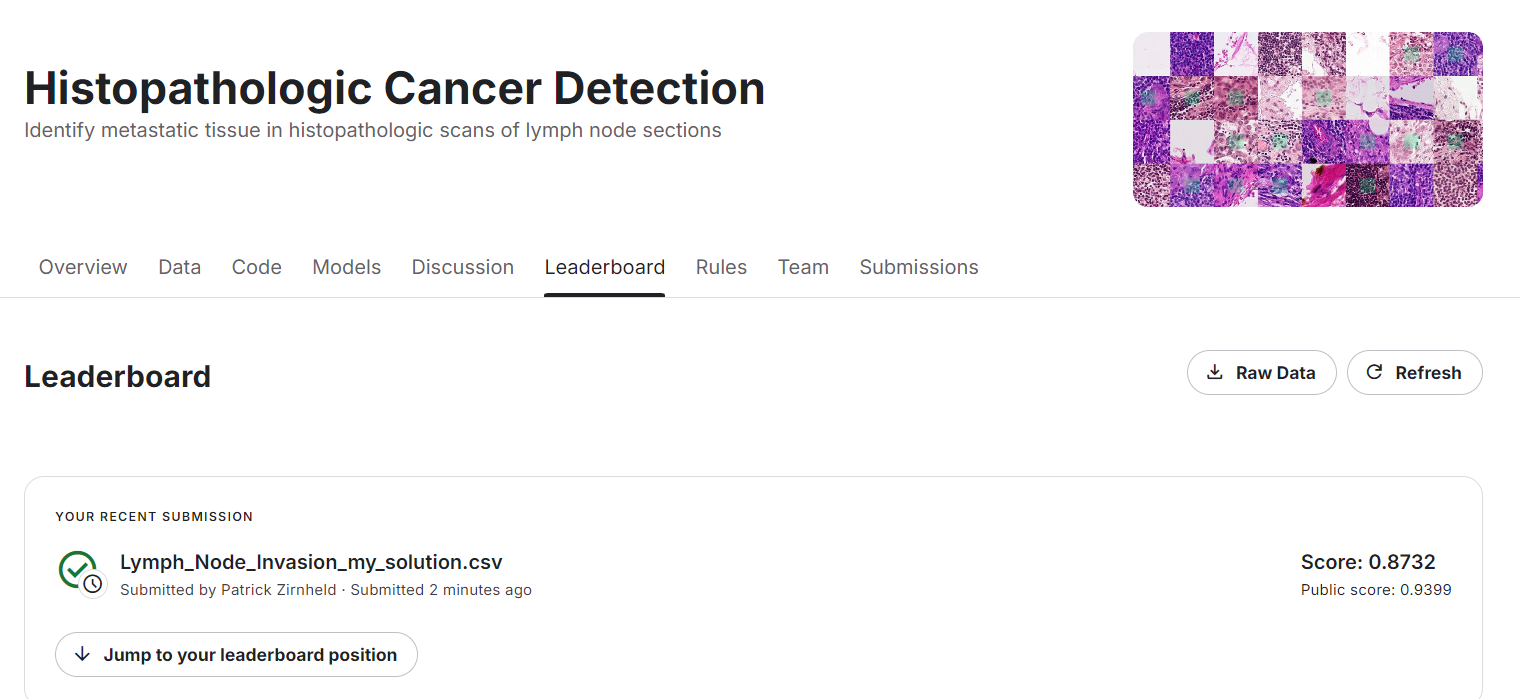 Histopathologic Cancer Detection
Identify metastatic tissue in histopathologic scans of lymph node sections
Overview Data Code Models Discussion Leaderboard Rules Team Submissions
Leaderboard
Raw Data
Refresh
YOUR RECENT SUBMISSION
Lymph_Node_Invasion_my_solution.csv
Submitted by Patrick Zirnheld · Submitted 2 minutes ago
Score: 0.8732
Public score: 0.9399
Jump to your leaderboard position